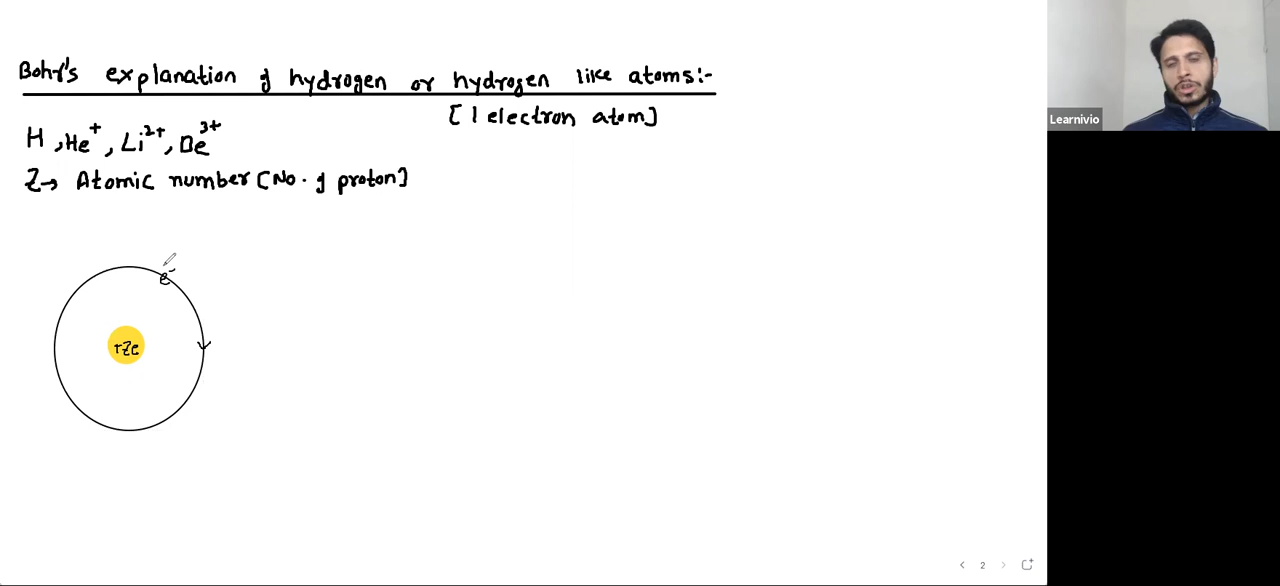 Bohr's explanation of hydrogen or hydrogen like atoms:-
[1 electron atom]
H, He⁺, Li²⁺, Be³⁺
Z→ Atomic number [No. of proton]
e⁻
+Ze
2
Learnivio